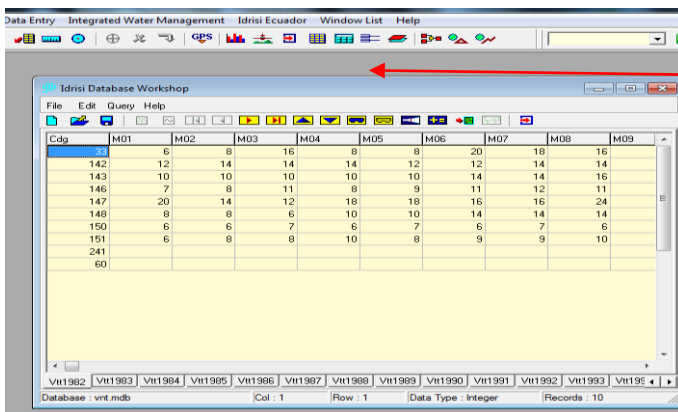 Data Entry Integrated Water Management Idrisi Ecuador Window List Help
GPS
Idrisi Database Workshop
File Edit Query Help
Cdg M01 M02 M03 M04 M05 M06 M07 M08 M09
33 6 8 16 8 8 20 18 16
142 12 14 14 14 12 12 14 14
143 10 10 10 10 10 14 14 16
146 7 8 11 8 9 11 12 11
147 20 14 12 18 18 16 16 24
148 8 8 6 10 10 14 14 14
150 6 6 7 6 7 6 7 6
151 6 8 8 10 8 9 9 10
241
60
Vtt1982 Vtt1983 Vtt1984 Vtt1985 Vtt1986 Vtt1987 Vtt1988 Vtt1989 Vtt1990 Vtt1991 Vtt1992 Vtt1993 Vtt199
Database : vnt.mdb Col : 1 Row : 1 Data Type : Integer Records : 10